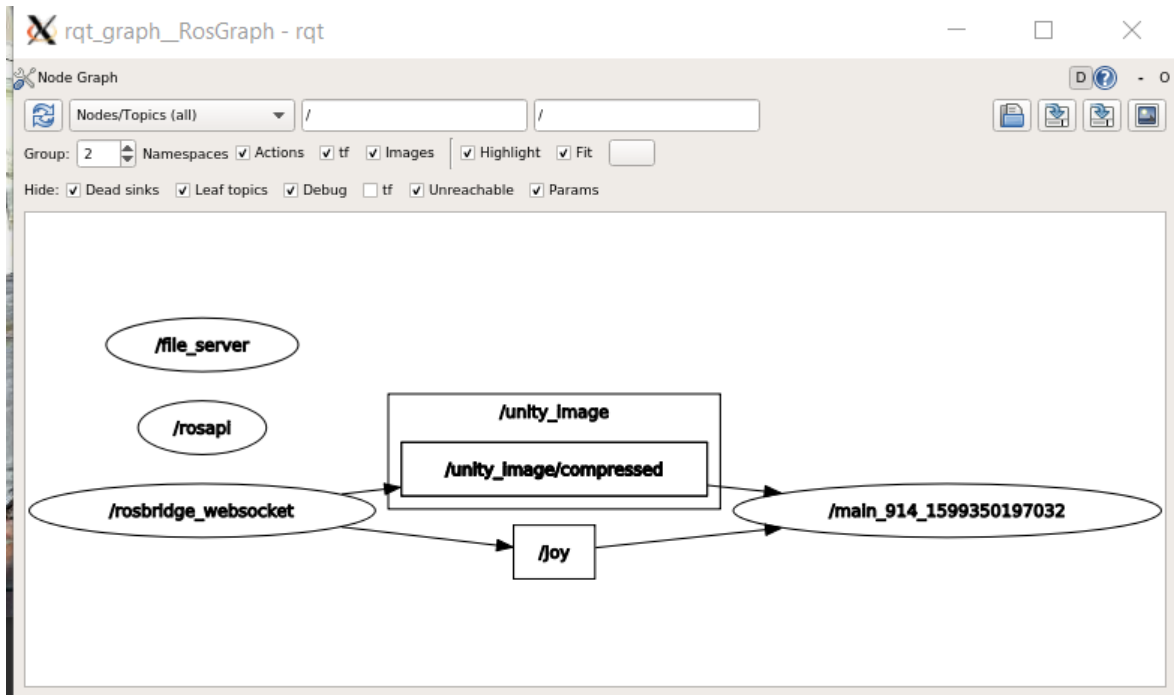 rqt_graph__RosGraph - rqt
Node Graph
D ? - O
Nodes/Topics (all) / /
Group: 2 Namespaces Actions tf Images Highlight Fit
Hide: Dead sinks Leaf topics Debug tf Unreachable Params
/file_server
/unity_image
/rosapi
/unity_image/compressed
/rosbridge_websocket
/main_914_1599350197032
/joy